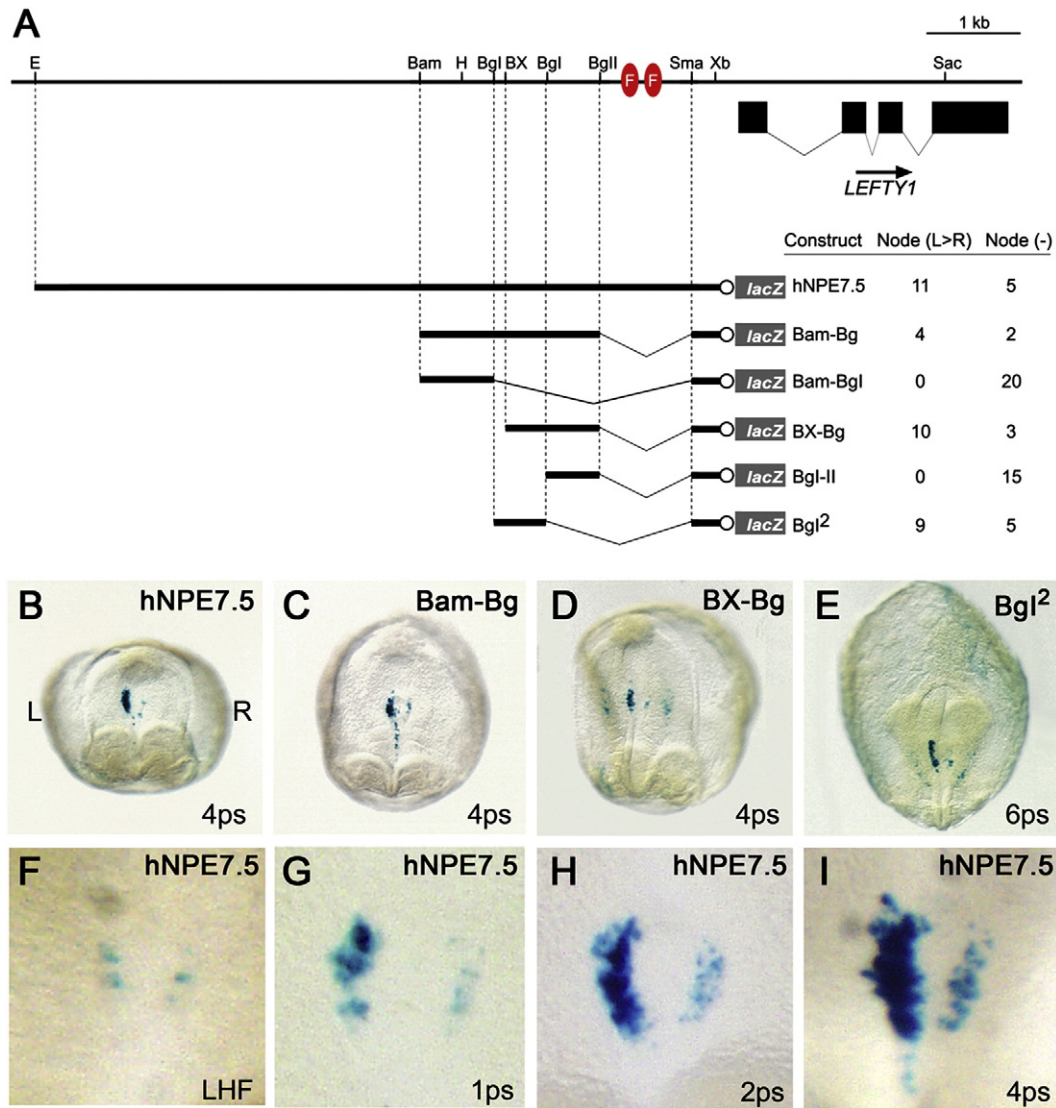 A
1 kb
E Bam H BgI BX BgI BgII F F Sma Xb Sac
LEFTY1
Construct Node (L>R) Node (-)
lacZ hNPE7.5 11 5
lacZ Bam-Bg 4 2
lacZ Bam-BgI 0 20
lacZ BX-Bg 10 3
lacZ BgI-II 0 15
lacZ BgI2 9 5
B hNPE7.5
L R
4ps
C Bam-Bg
4ps
D BX-Bg
4ps
E BgI2
6ps
F hNPE7.5
LHF
G hNPE7.5
1ps
H hNPE7.5
2ps
I hNPE7.5
4ps